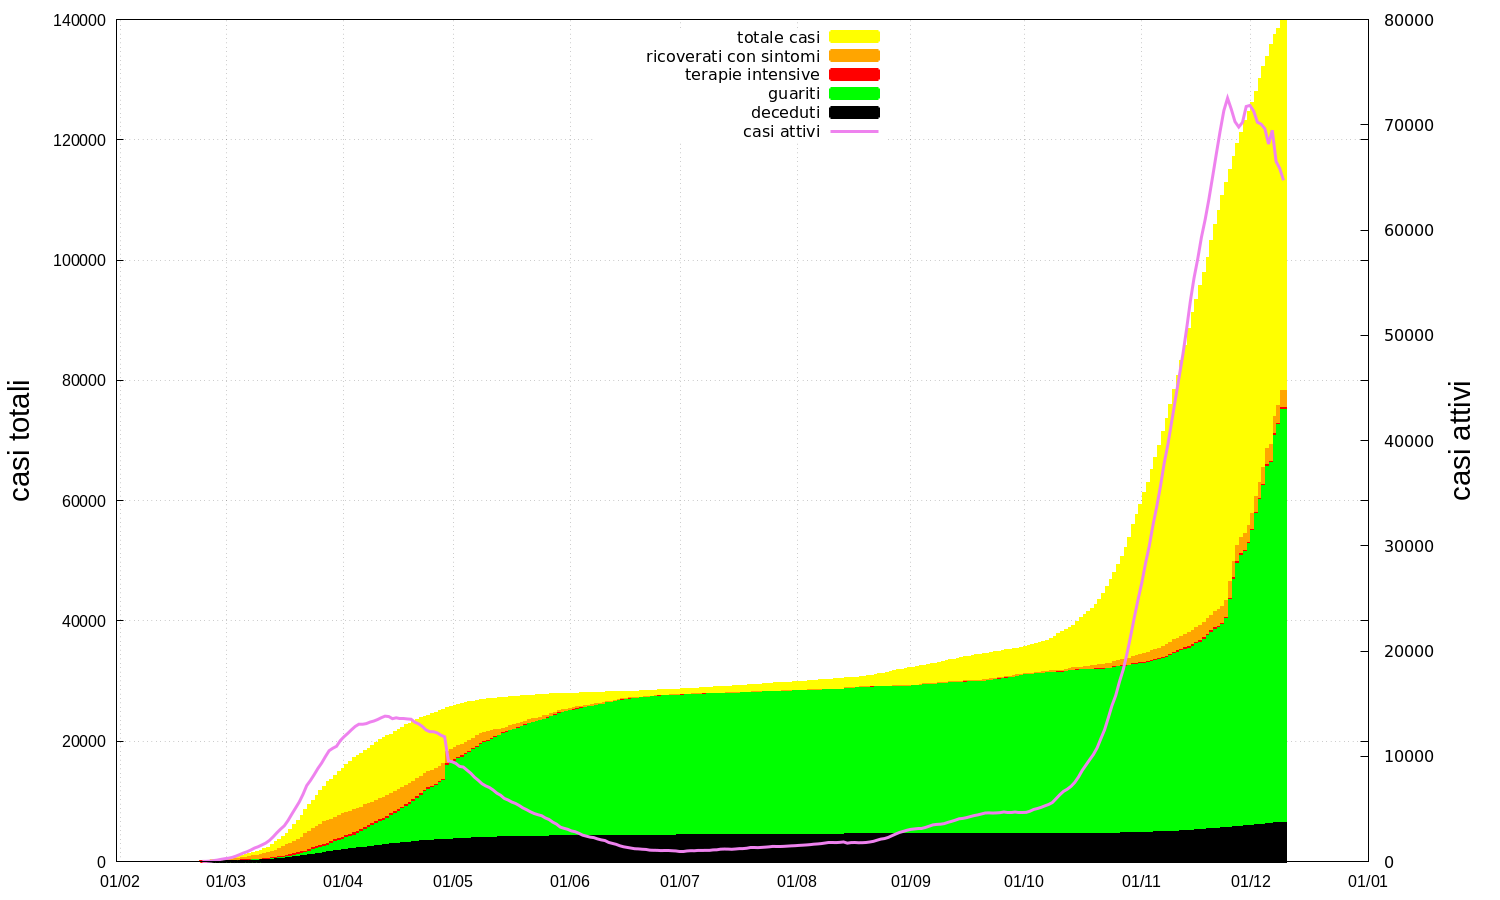 totale casi
ricoverati con sintomi
terapie intensive
guariti
deceduti
casi attivi
casi totali
140000
120000
100000
80000
60000
40000
20000
0
80000
70000
60000
50000
40000
30000
20000
10000
0
casi attivi
01/02 01/03 01/04 01/05 01/06 01/07 01/08 01/09 01/10 01/11 01/12 01/01